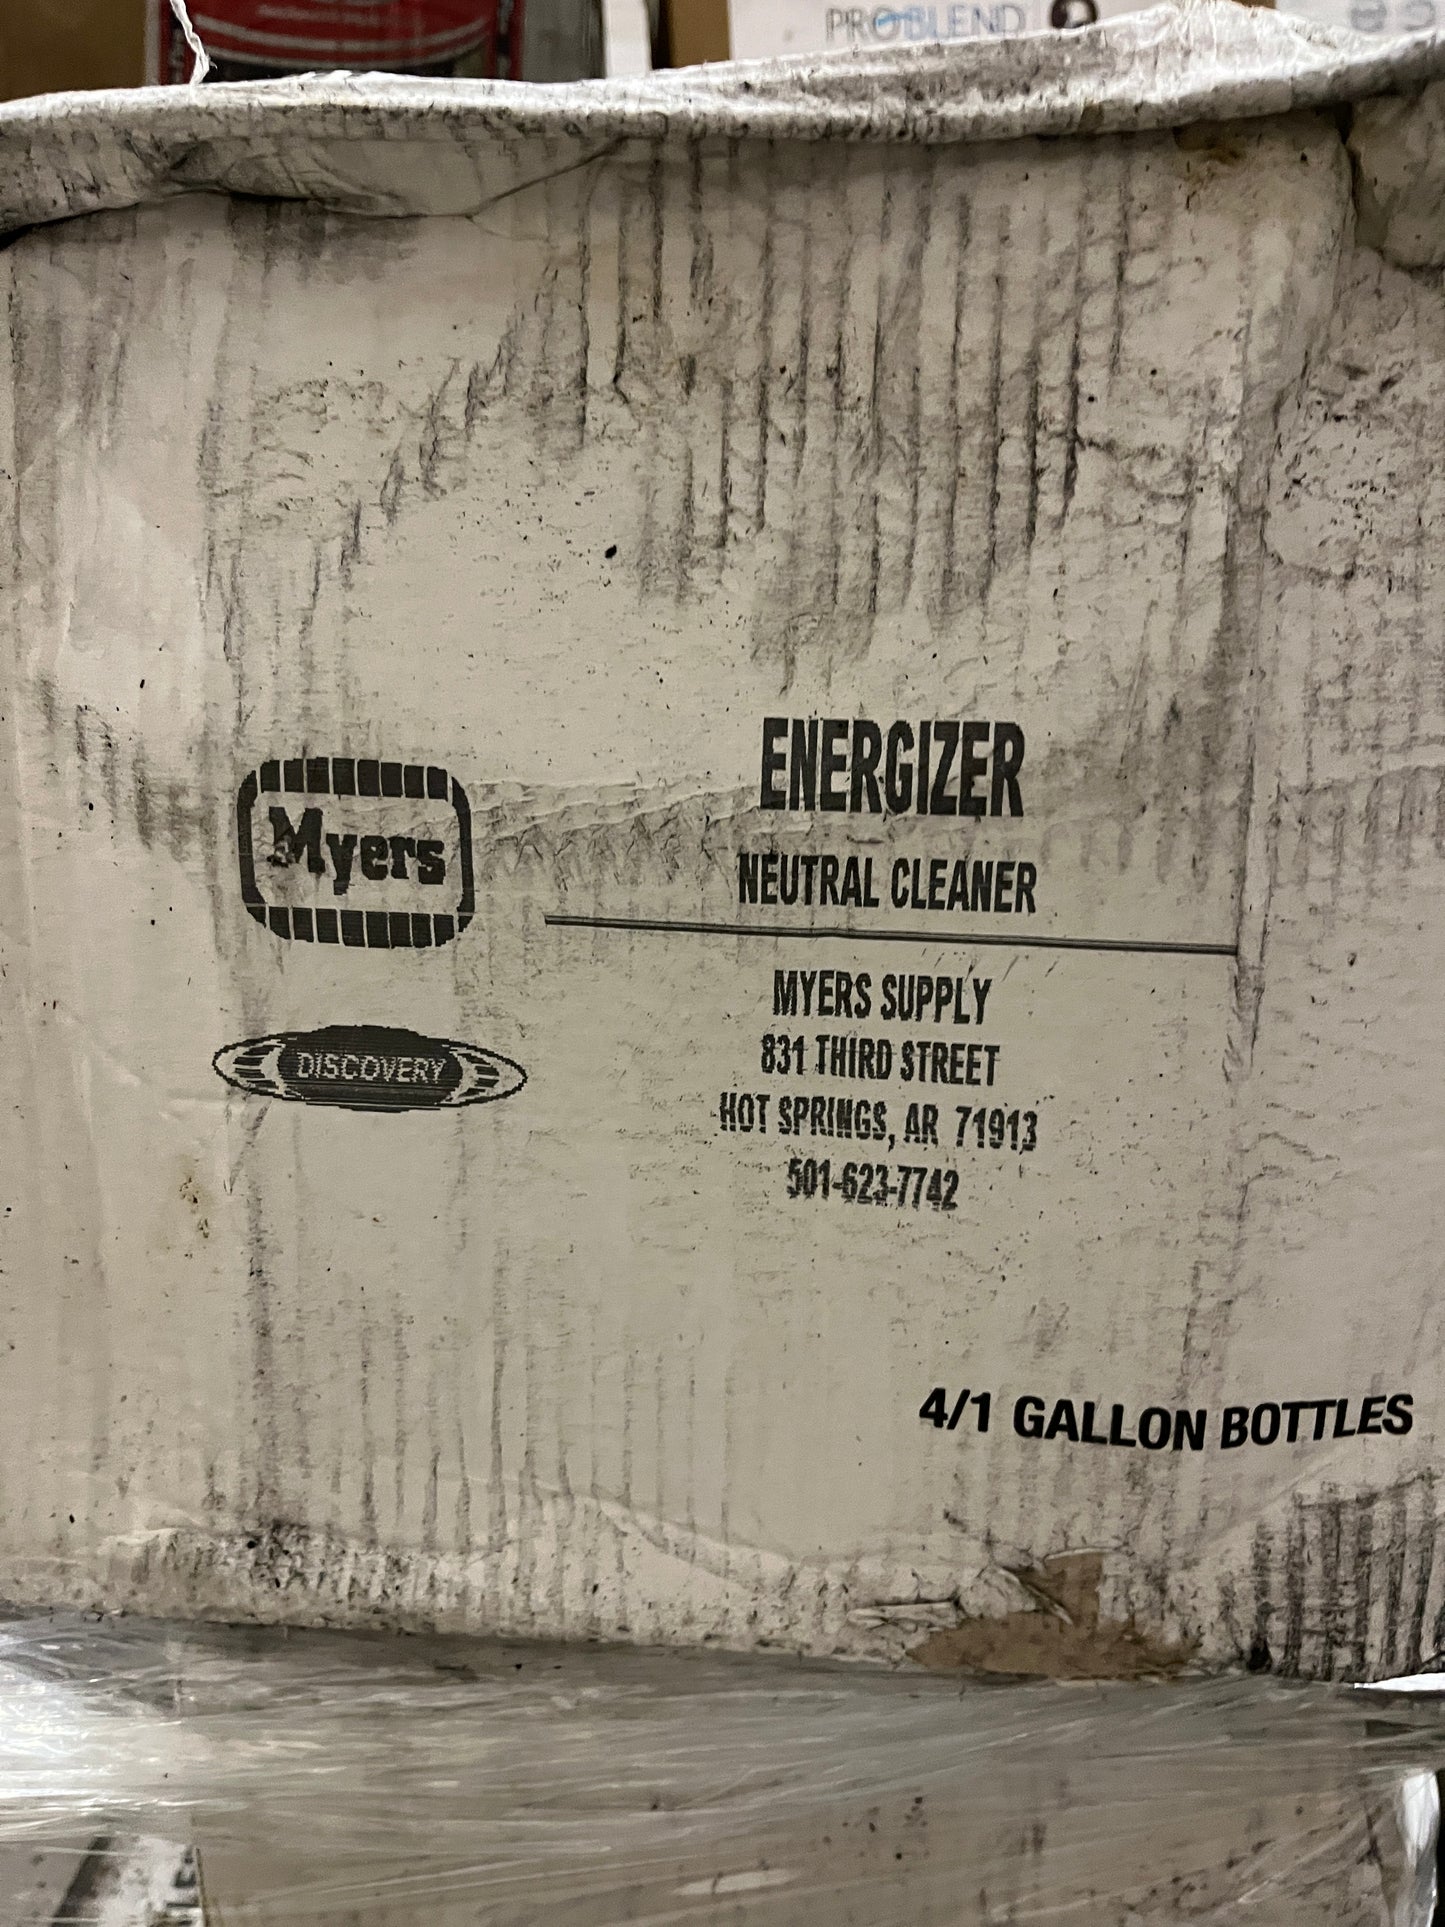 PROBLEND
Myers
ENERGIZER
NEUTRAL CLEANER
DISCOVERY
MYERS SUPPLY
831 THIRD STREET
HOT SPRINGS, AR 71913
501-623-7742
4/1 GALLON BOTTLES